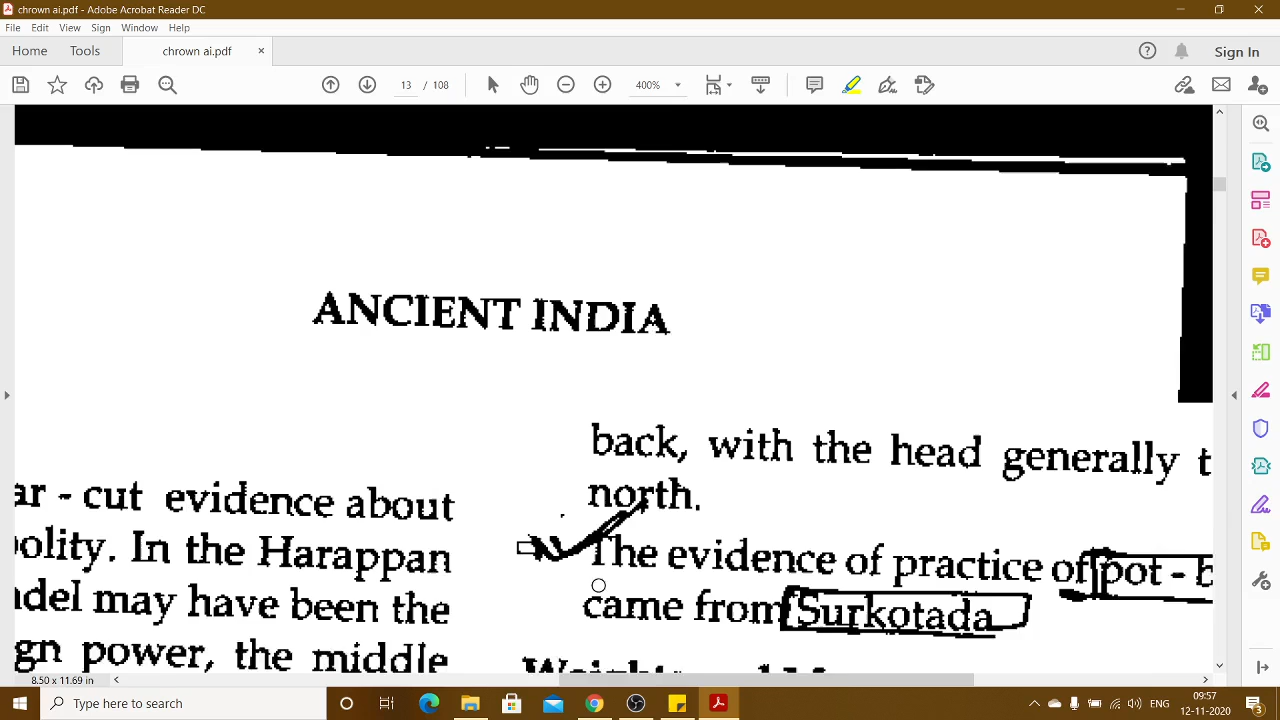 chrown ai.pdf - Adobe Acrobat Reader DC
File Edit View Sign Window Help
Home Tools chrown ai.pdf × Sign In
13 / 108 400%
ANCIENT INDIA
ar - cut evidence about
olity. In the Harappan
del may have been the
gn power, the middle
back, with the head generally t
north.
The evidence of practice of pot - b
came from Surkotada
8.50 x 11.69 in
Type here to search
ENG
09:57
12-11-2020
3